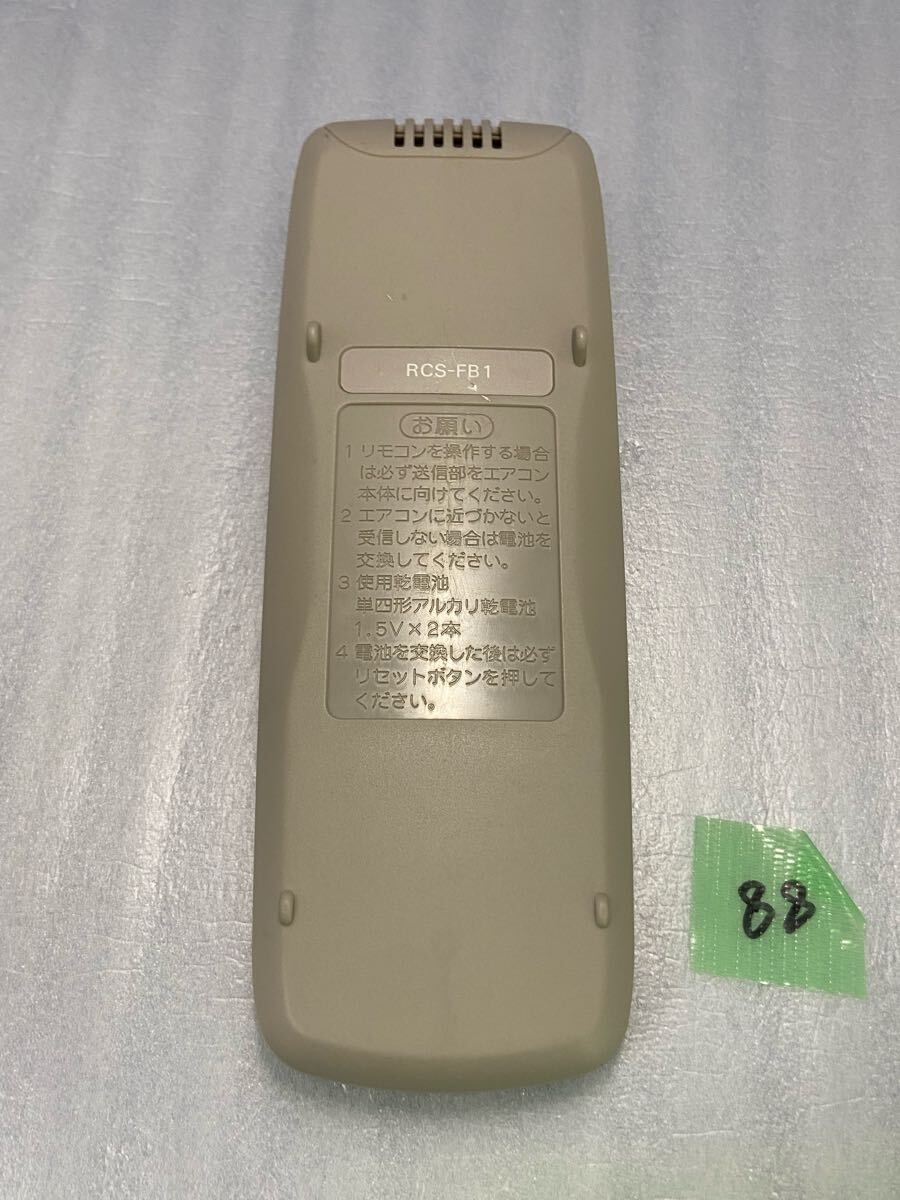 RCS-FB1
お願い
1 リモコンを操作する場合
は必ず送信部をエアコン
本体に向けてください。
2 エアコンに近づかないと
受信しない場合は電池を
交換してください。
3 使用乾電池
単四形アルカリ乾電池
1.5V×2本
4 電池を交換した後は必ず
リセットボタンを押して
ください。
88